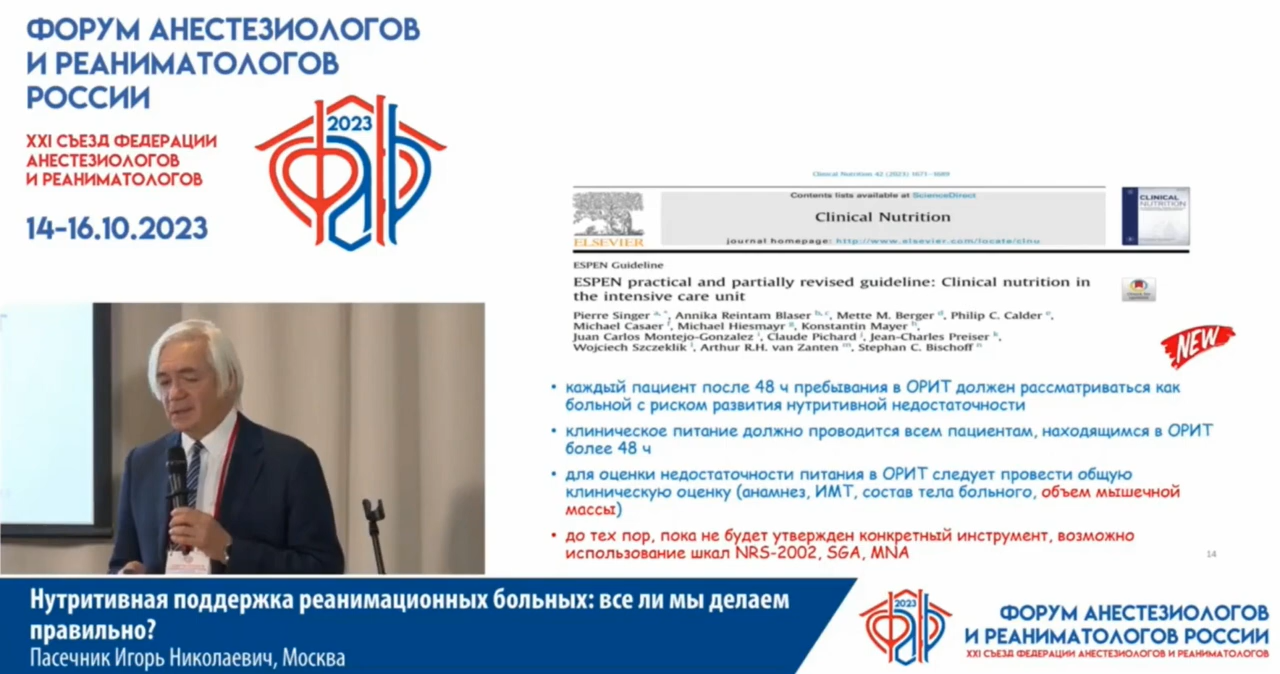 ФОРУМ АНЕСТЕЗИОЛОГОВ
И РЕАНИМАТОЛОГОВ
РОССИИ
XXI СЪЕЗД ФЕДЕРАЦИИ
АНЕСТЕЗИОЛОГОВ
И РЕАНИМАТОЛОГОВ
14-16.10.2023
2023
Clinical Nutrition 42 (2023) 1671-1689
Contents lists available at ScienceDirect
Clinical Nutrition
journal homepage: http://www.elsevier.com/locate/clnu
ELSEVIER
CLINICAL
NUTRITION
ESPEN Guideline
ESPEN practical and partially revised guideline: Clinical nutrition in
the intensive care unit
Pierre Singer, Annika Reintam Blaser, Mette M. Berger, Philip C. Calder,
Michael Casaer, Michael Hiesmayr, Konstantin Mayer,
Juan Carlos Montejo-Gonzalez, Claude Pichard, Jean-Charles Preiser,
Wojciech Szczeklik, Arthur R.H. van Zanten, Stephan C. Bischoff
NEW
• каждый пациент после 48 ч пребывания в ОРИТ должен рассматриваться как
больной с риском развития нутритивной недостаточности
• клиническое питание должно проводится всем пациентам, находящимся в ОРИТ
более 48 ч
• для оценки недостаточности питания в ОРИТ следует провести общую
клиническую оценку (анамнез, ИМТ, состав тела больного, объем мышечной
массы)
• до тех пор, пока не будет утвержден конкретный инструмент, возможно
использование шкал NRS-2002, SGA, MNA
14
Нутритивная поддержка реанимационных больных: все ли мы делаем
правильно?
Пасечник Игорь Николаевич, Москва
2023
ФОРУМ АНЕСТЕЗИОЛОГОВ
И РЕАНИМАТОЛОГОВ РОССИИ
XXI СЪЕЗД ФЕДЕРАЦИИ АНЕСТЕЗИОЛОГОВ И РЕАНИМАТОЛОГОВ